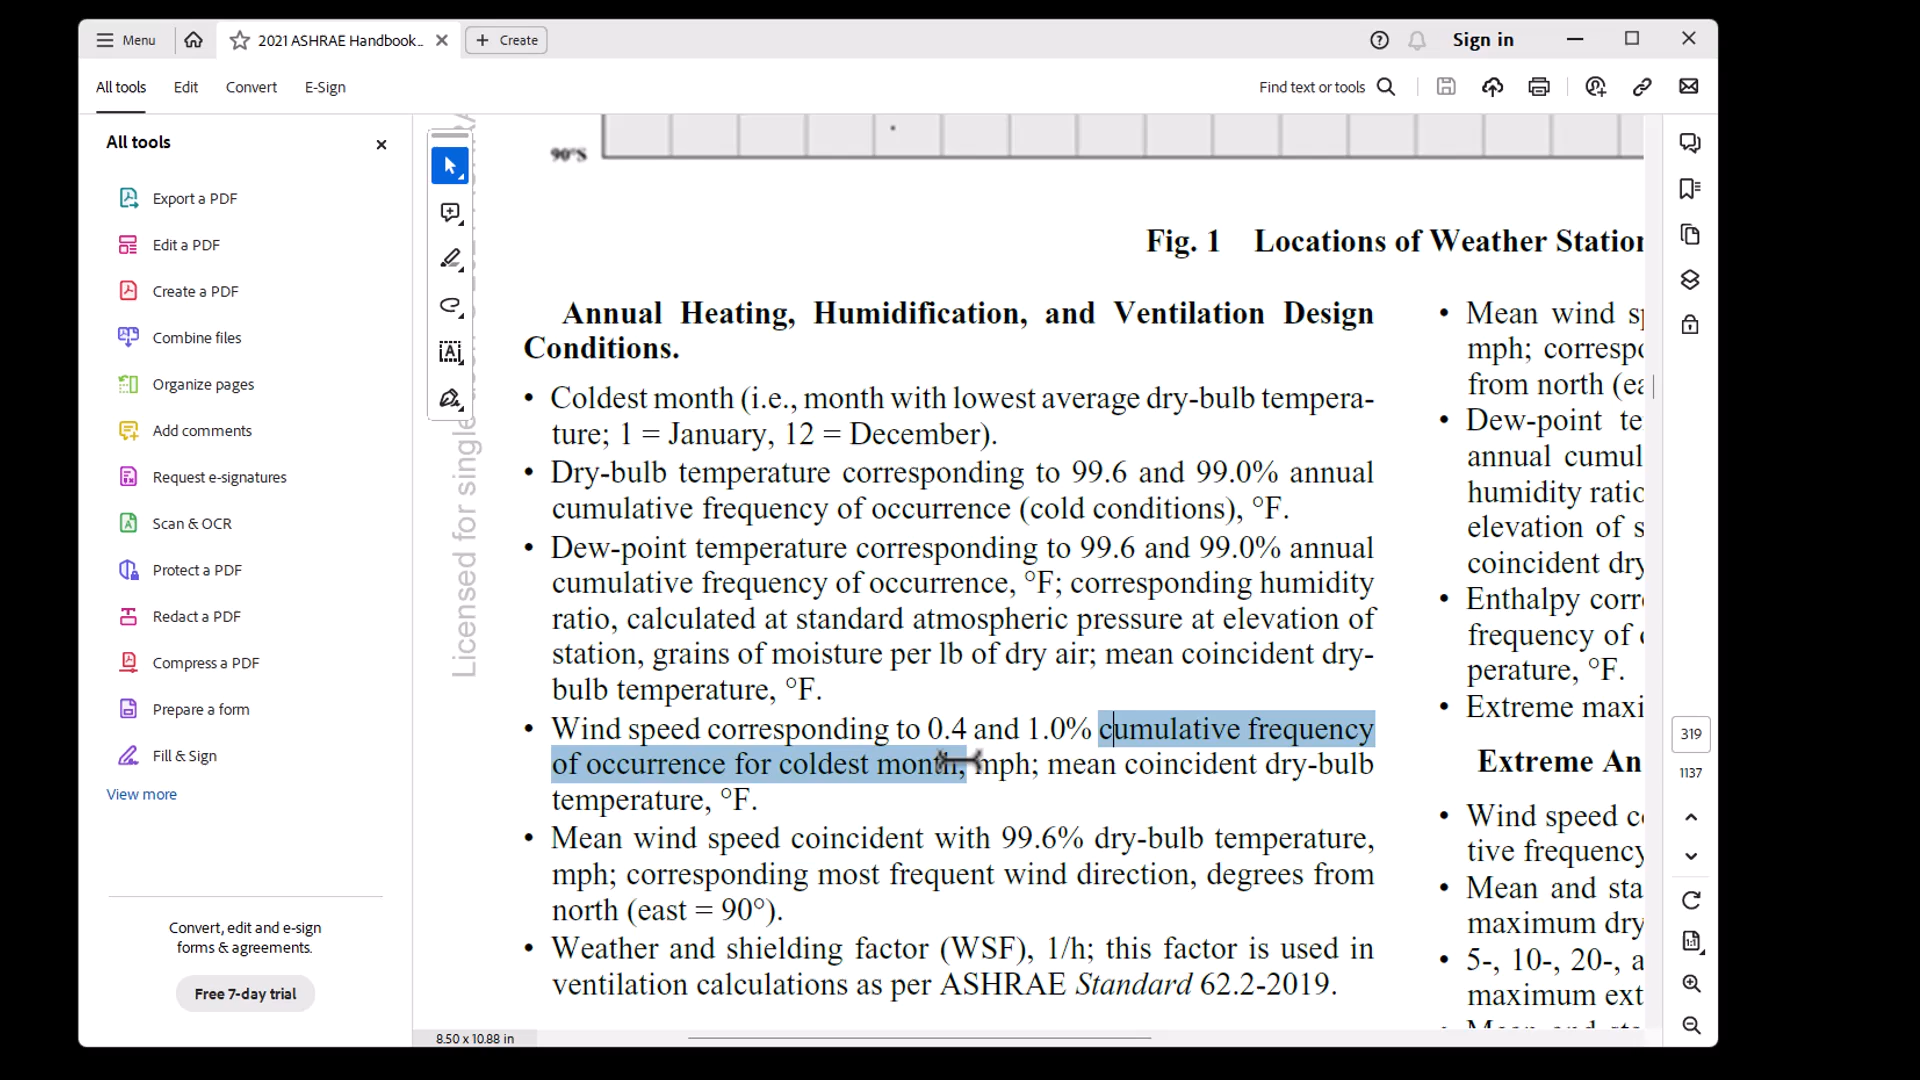 Menu
2021 ASHRAE Handbook...
Create
Sign in
All tools
Edit
Convert
E-Sign
Find text or tools
All tools
Export a PDF
Edit a PDF
Create a PDF
Combine files
Organize pages
Add comments
Request e-signatures
Scan & OCR
Protect a PDF
Redact a PDF
Compress a PDF
Prepare a form
Fill & Sign
View more
Convert, edit and e-sign
forms & agreements.
Free 7-day trial
Licensed for single
90°S
Fig. 1 Locations of Weather Station
Annual Heating, Humidification, and Ventilation Design
Conditions.
• Coldest month (i.e., month with lowest average dry-bulb tempera-
ture; 1 = January, 12 = December).
• Dry-bulb temperature corresponding to 99.6 and 99.0% annual
cumulative frequency of occurrence (cold conditions), °F.
• Dew-point temperature corresponding to 99.6 and 99.0% annual
cumulative frequency of occurrence, °F; corresponding humidity
ratio, calculated at standard atmospheric pressure at elevation of
station, grains of moisture per lb of dry air; mean coincident dry-
bulb temperature, °F.
• Wind speed corresponding to 0.4 and 1.0% cumulative frequency
of occurrence for coldest month, mph; mean coincident dry-bulb
temperature, °F.
• Mean wind speed coincident with 99.6% dry-bulb temperature,
mph; corresponding most frequent wind direction, degrees from
north (east = 90°).
• Weather and shielding factor (WSF), 1/h; this factor is used in
ventilation calculations as per ASHRAE Standard 62.2-2019.
• Mean wind
mph;
from north
• Dew-point
annual
humidity
elevation of
coincident
• Enthalpy
frequency of
perature, °F.
• Extreme
Extreme
• Wind speed
tive frequency
• Mean and
maximum
• 5-, 10-, 20-,
maximum
319
1137
8.50 x 10.88 in